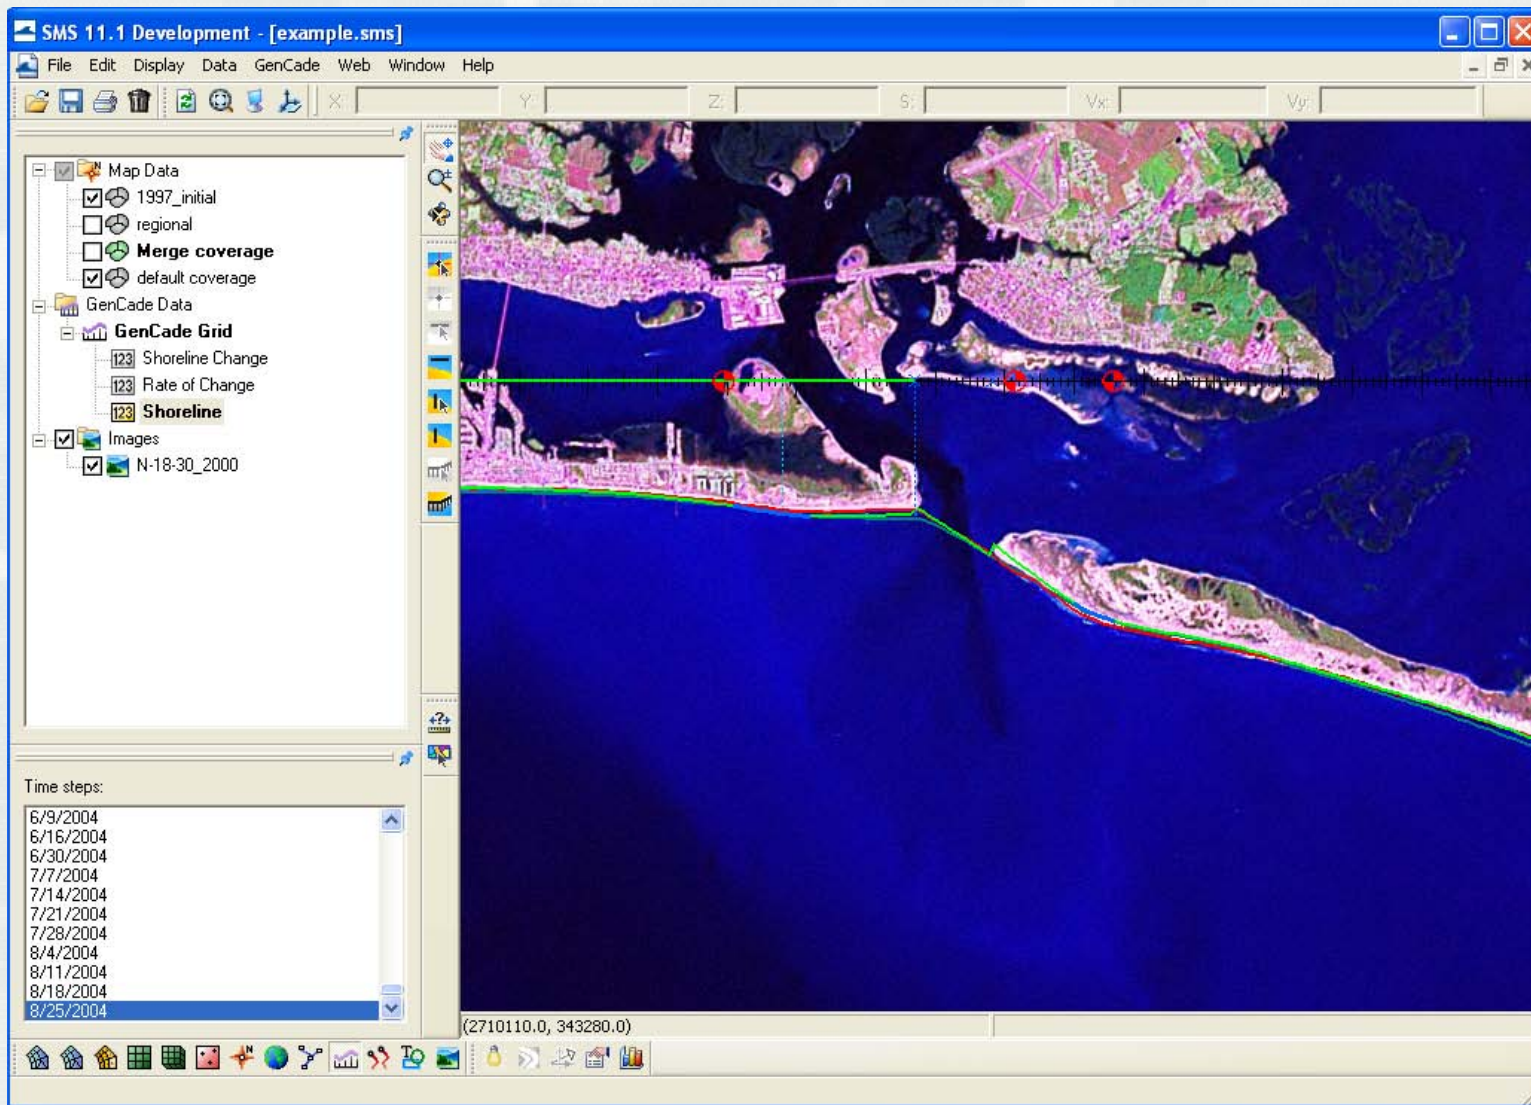 SMS 11.1 Development - [example.sms]
File Edit Display Data GenCade Web Window Help
X: Y: Z: S: Vx: Vy:
Map Data
1997_initial
regional
Merge coverage
default coverage
GenCade Data
GenCade Grid
123 Shoreline Change
123 Rate of Change
123 Shoreline
Images
N-18-30_2000
Time steps:
6/9/2004
6/16/2004
6/30/2004
7/7/2004
7/14/2004
7/21/2004
7/28/2004
8/4/2004
8/11/2004
8/18/2004
8/25/2004
(2710110.0, 343280.0)